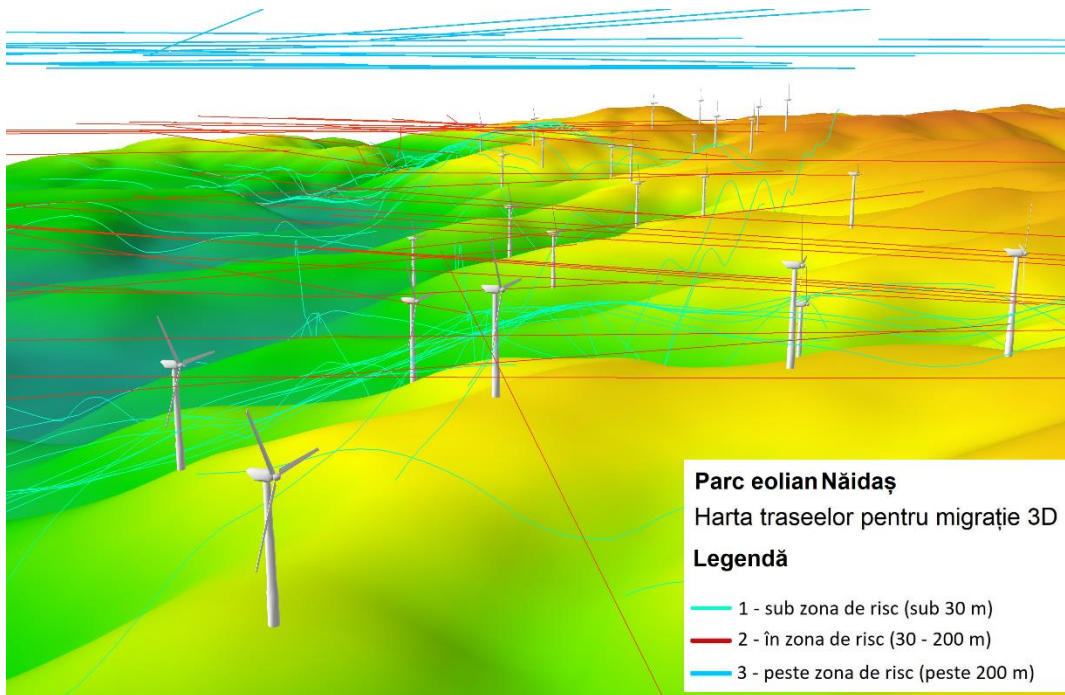 Parc eolian Năidaș
Harta traseelor pentru migrație 3D
Legendă
1 - sub zona de risc (sub 30 m)
2 - în zona de risc (30 - 200 m)
3 - peste zona de risc (peste 200 m)